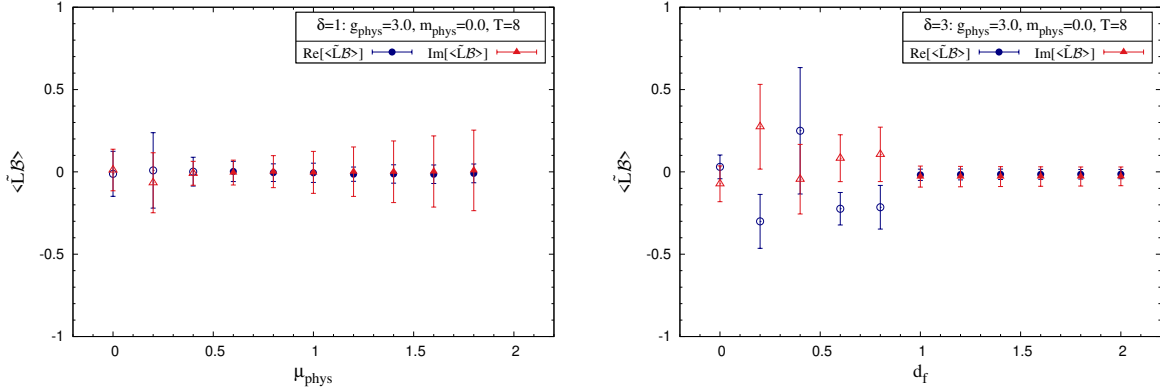 δ=1: g_phys=3.0, m_phys=0.0, T=8
Re[<L̃ℬ>] Im[<L̃ℬ>]
<L̃ℬ>
1
0.5
0
-0.5
-1
0 0.5 1 1.5 2
μ_phys
δ=3: g_phys=3.0, m_phys=0.0, T=8
Re[<L̃ℬ>] Im[<L̃ℬ>]
<L̃ℬ>
1
0.5
0
-0.5
-1
0 0.5 1 1.5 2
d_f